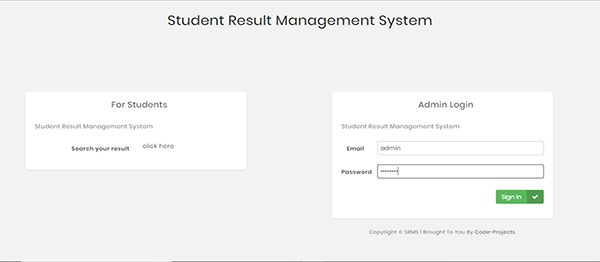 Student Result Management System
For Students
Student Result Management System
Search your result click here
Admin Login
Student Result Management System
Email admin
Password ••••••••
Sign in
Copyright © SRMS | Brought To You By Code-Projects.